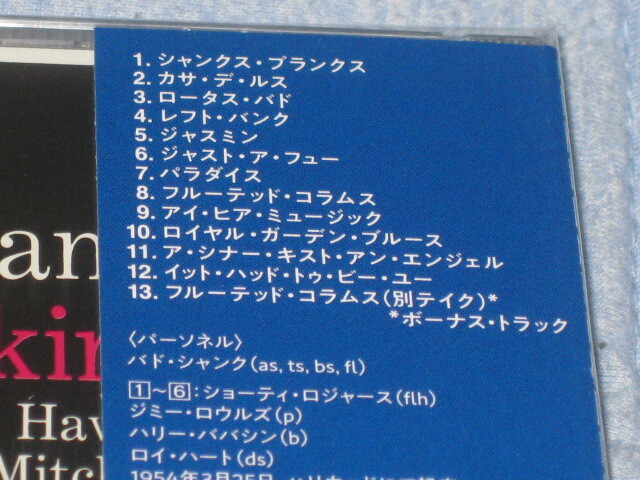 1. シャンクス・プランクス
2. カサ・デ・ルス
3. ロータス・バド
4. レフト・バンク
5. ジャスミン
6. ジャスト・ア・フュー
7. パラダイス
8. フルーテッド・コラムス
9. アイ・ヒア・ミュージック
10. ロイヤル・ガーデン・ブルース
11. ア・シナー・キスト・アン・エンジェル
12. イット・ハッド・トゥ・ビー・ユー
13. フルーテッド・コラムス(別テイク)*
*ボーナス・トラック
〈パーソネル〉
バド・シャンク(as, ts, bs, fl)
1~6:ショーティ・ロジャース(flh)
ジミー・ロウルズ(p)
ハリー・ババシン(b)
ロイ・ハート(ds)
1954年3月25日
an
kin
Hav
Mitch